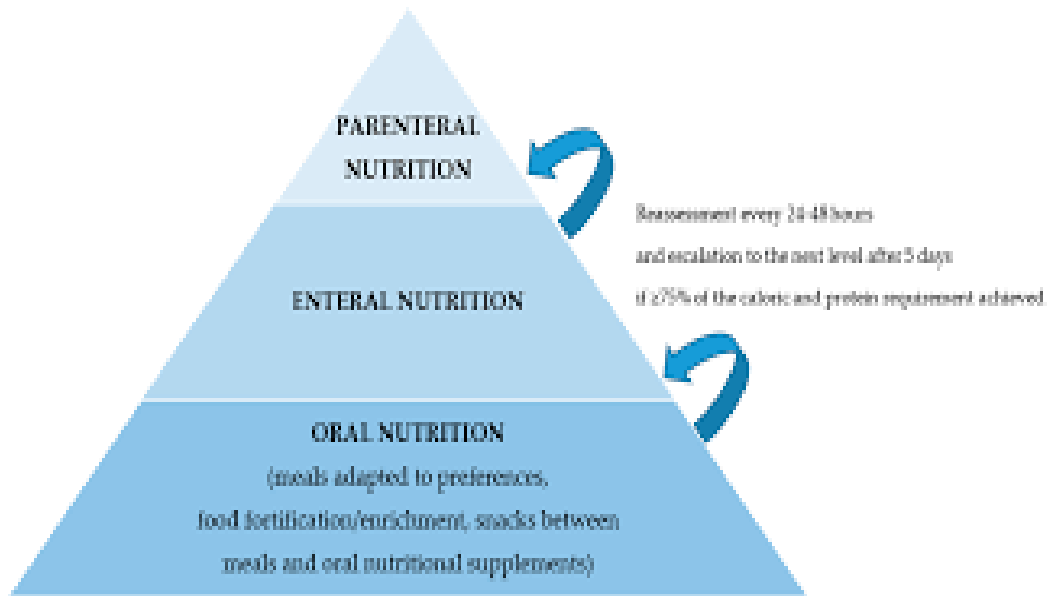 PARENTERAL
NUTRITION
Reassessment every 24-48 hours
and escalation to the next level after 5 days
if of the caloric and protein requirement achieved
ENTERAL NUTRITION
ORAL NUTRITION
(meals adapted to preferences,
food fortification/enrichment, snacks between
meals and oral nutritional supplements)